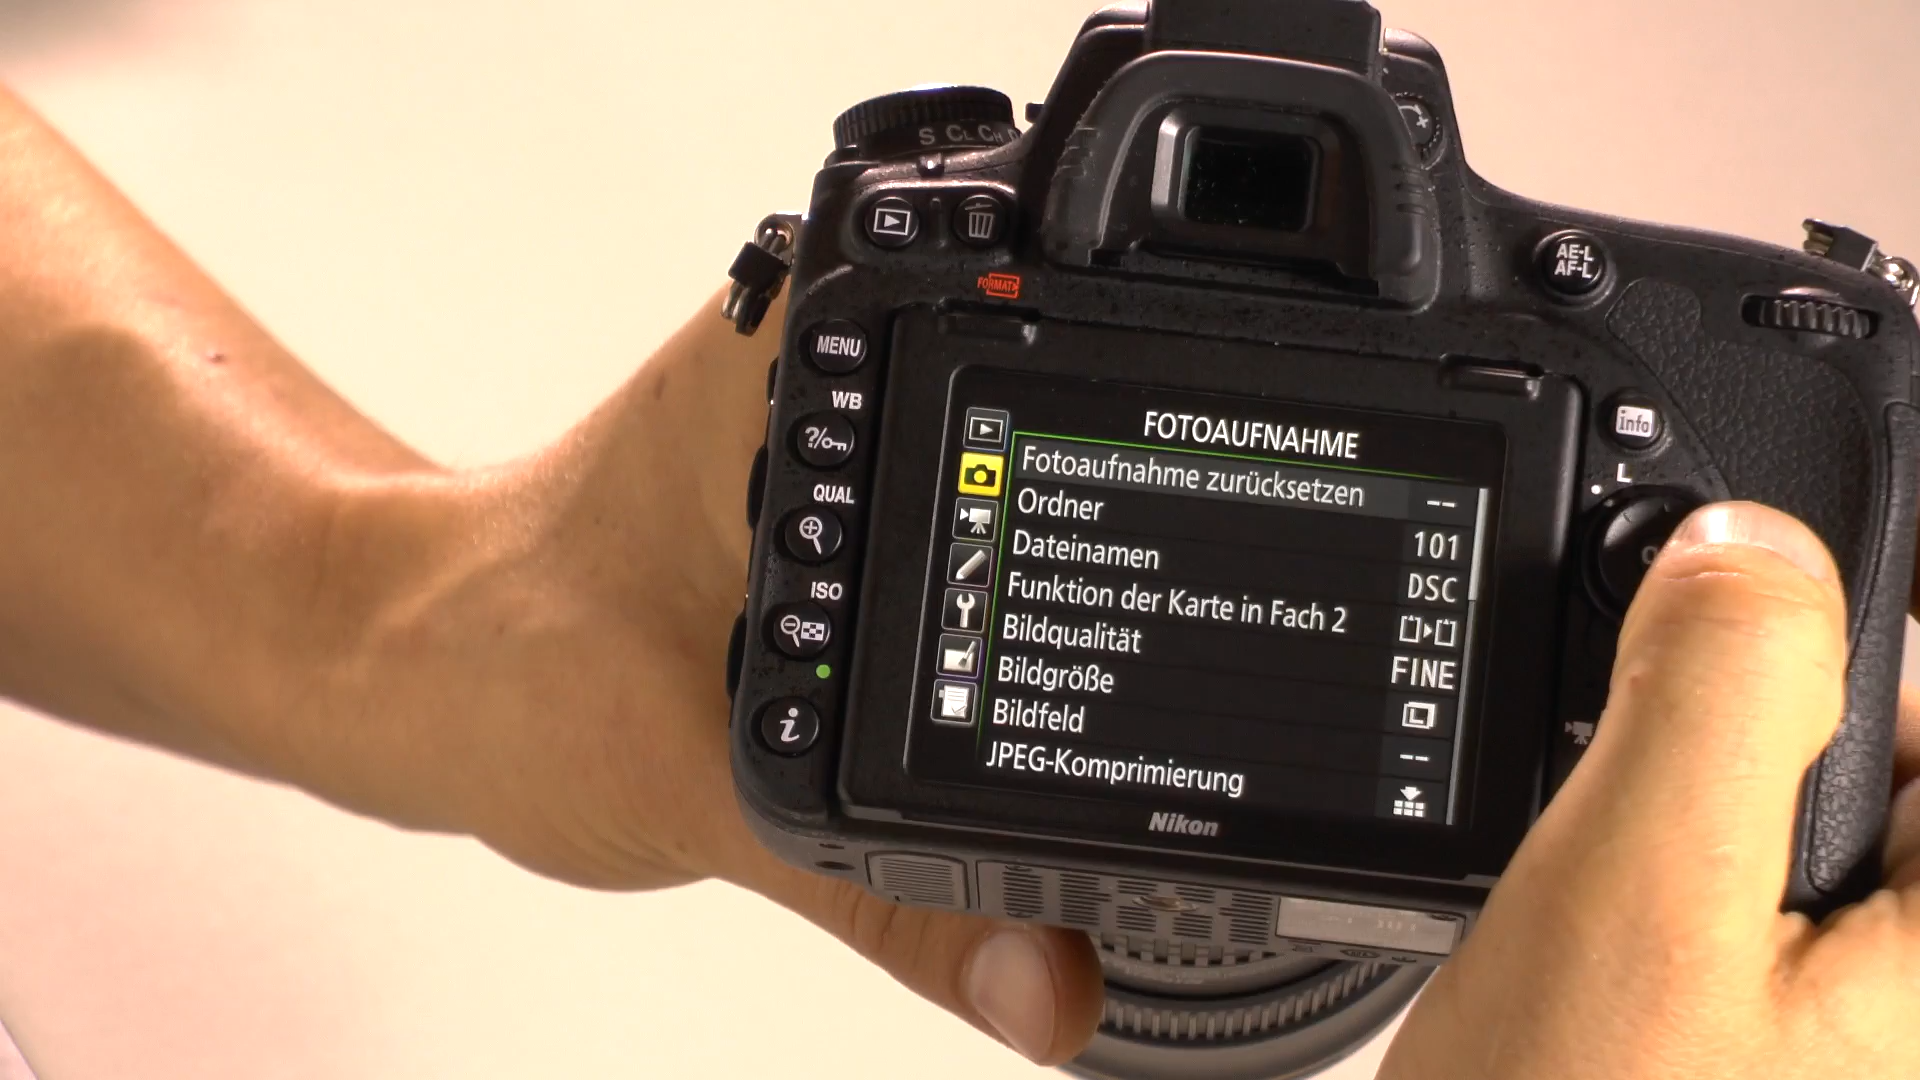 S CL CH
FORMAT
AE-L
AF-L
MENU
WB
?
QUAL
ISO
i
info
L
FOTOAUFNAHME
Fotoaufnahme zurücksetzen --
Ordner 101
Dateinamen DSC
Funktion der Karte in Fach 2
Bildqualität FINE
Bildgröße L
Bildfeld --
JPEG-Komprimierung
Nikon